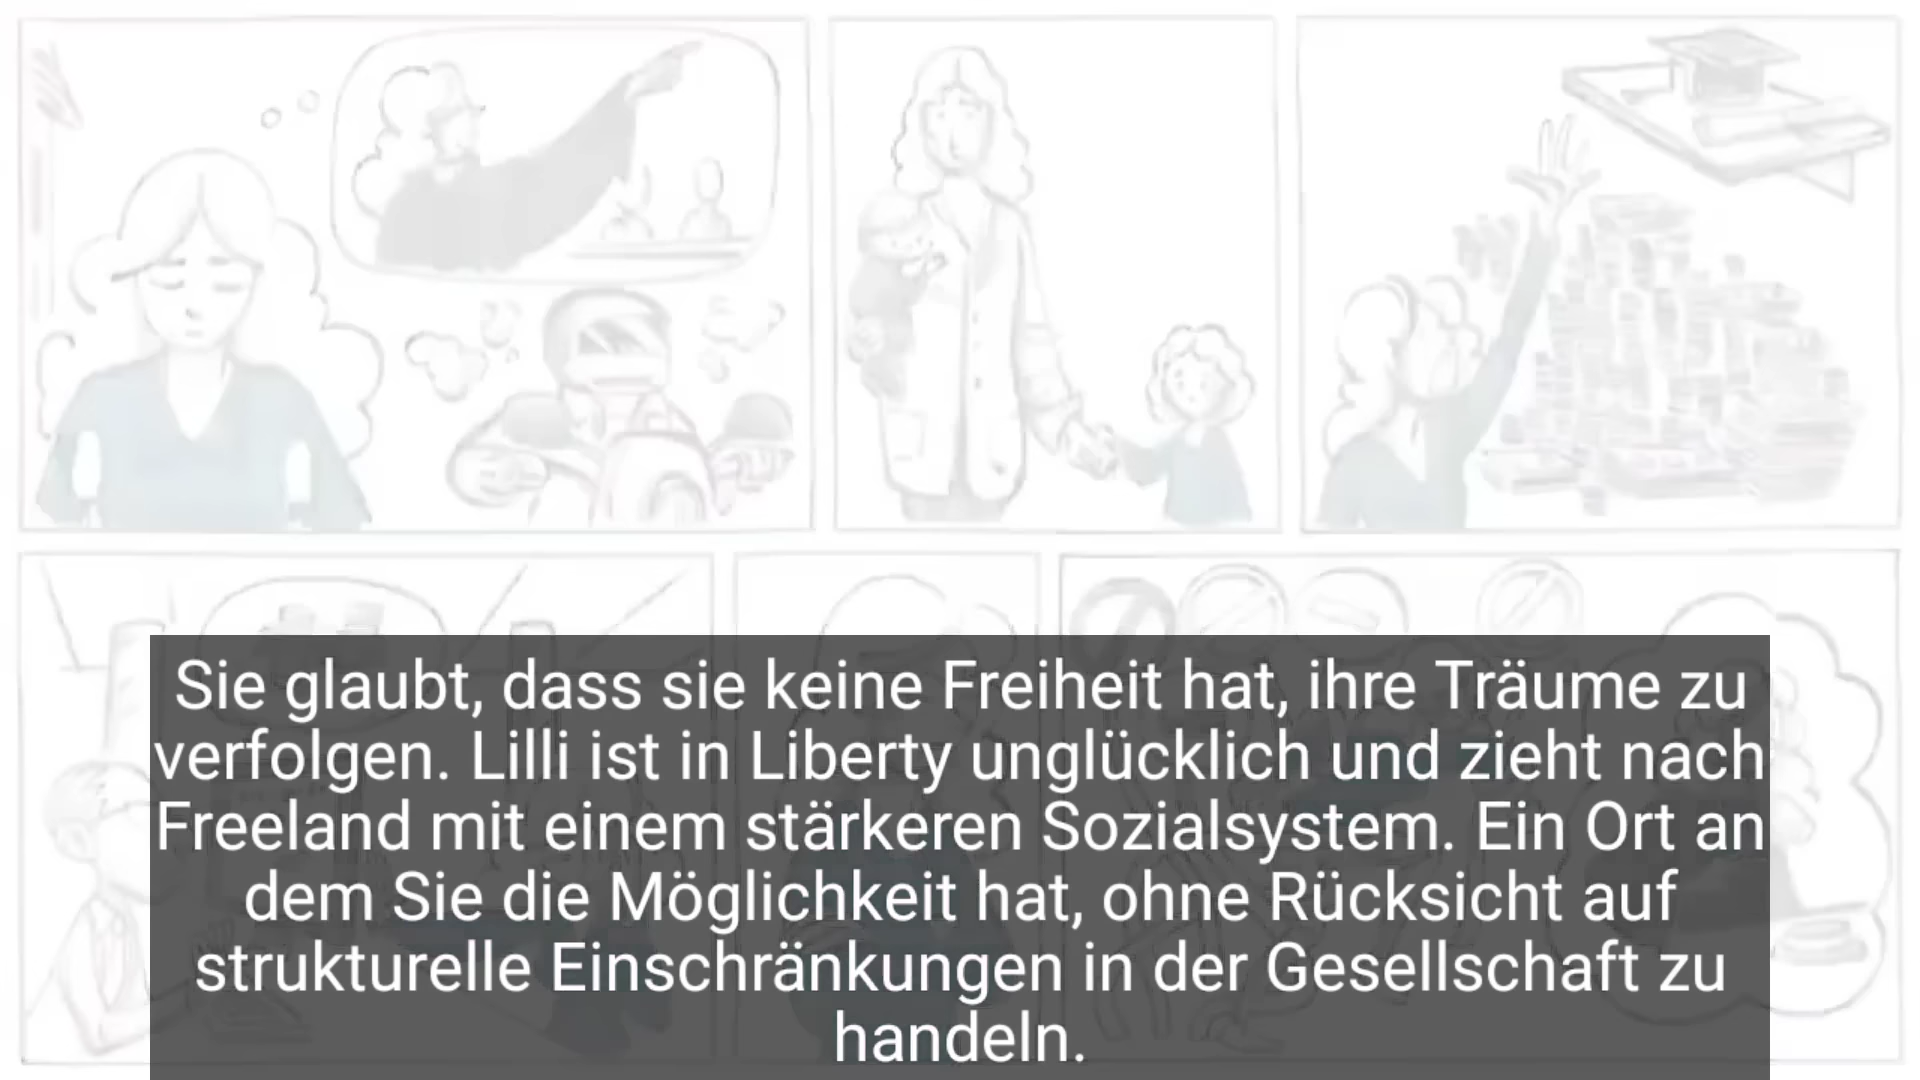 Sie glaubt, dass sie keine Freiheit hat, ihre Träume zu
verfolgen. Lilli ist in Liberty unglücklich und zieht nach
Freeland mit einem stärkeren Sozialsystem. Ein Ort an
dem Sie die Möglichkeit hat, ohne Rücksicht auf
strukturelle Einschränkungen in der Gesellschaft zu
handeln.